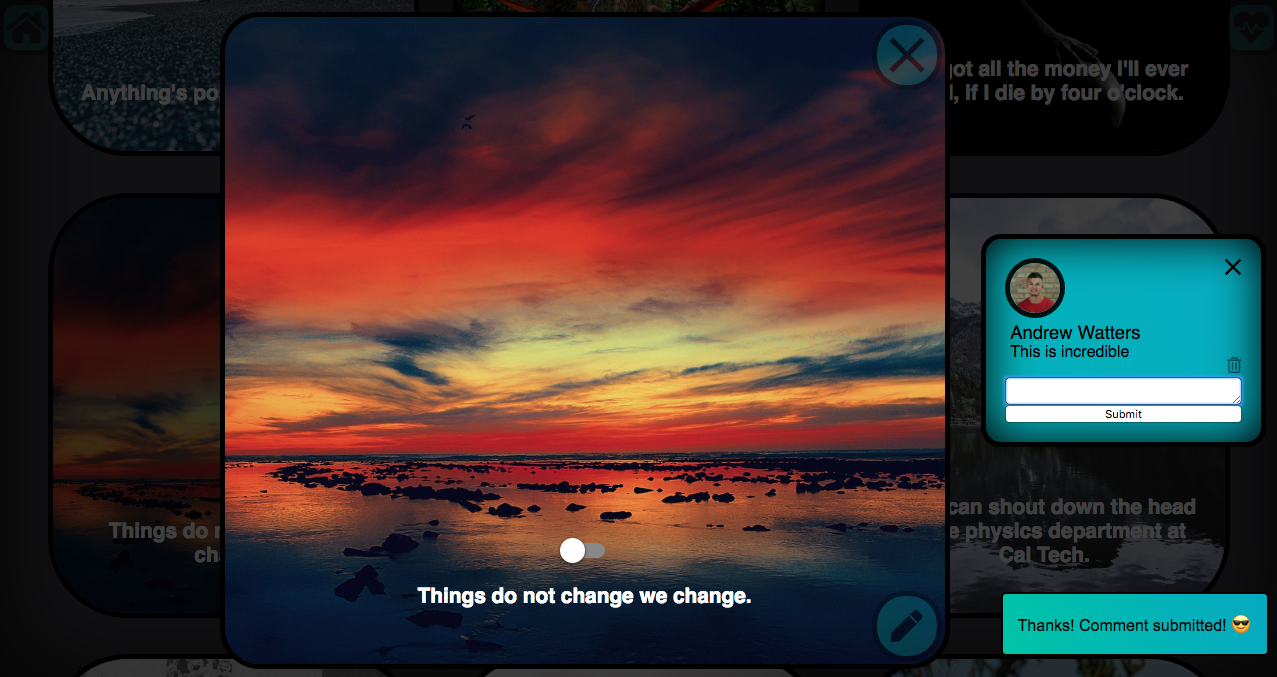 Anything's po
got all the money I'll ever
, if I die by four o'clock.
Andrew Watters
This is incredible
Submit
Things do n
ch
can shout down the head
e physics department at
Cal Tech.
Things do not change we change.
Thanks! Comment submitted! 😎